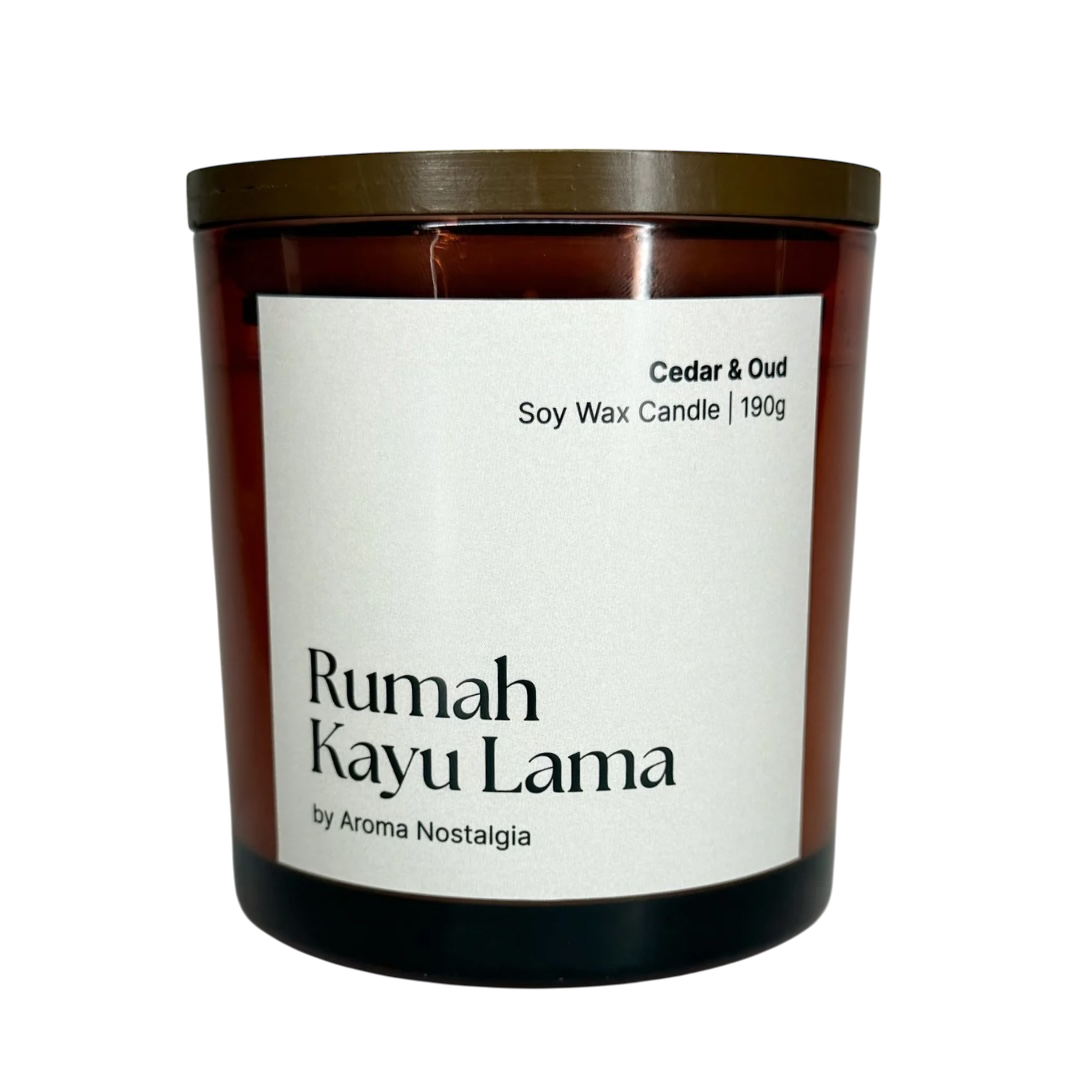 Cedar & Oud
Soy Wax Candle | 190g
Rumah
Kayu Lama
by Aroma Nostalgia